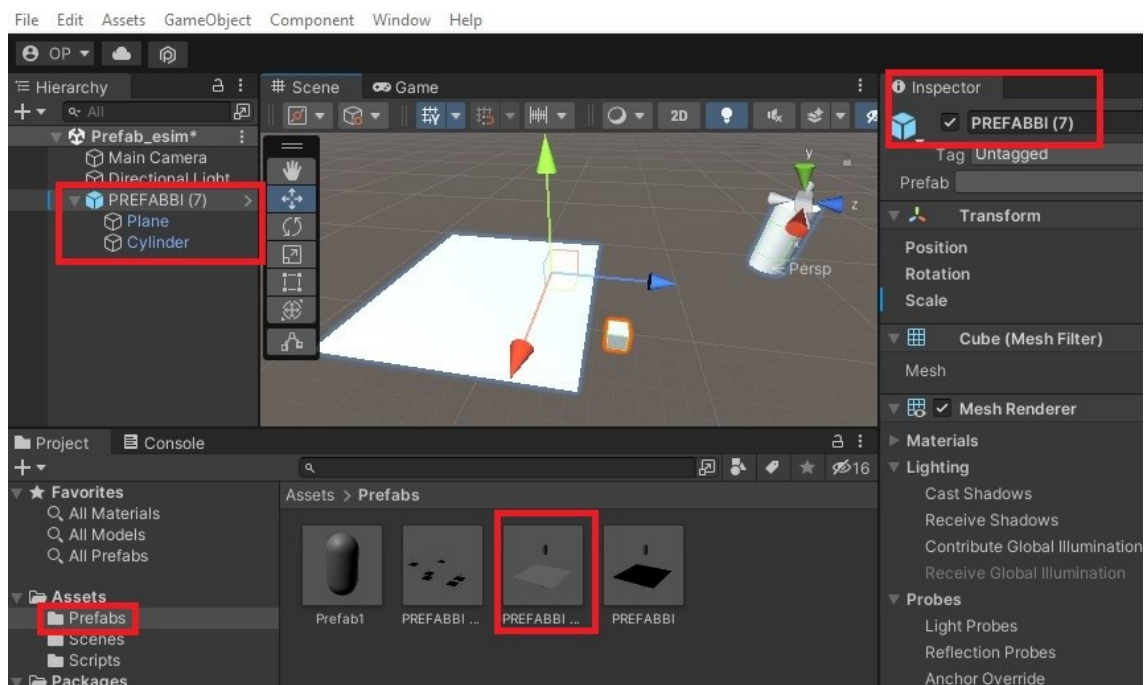 File Edit Assets GameObject Component Window Help
OP
Hierarchy
All
Prefab_esim*
Main Camera
Directional Light
PREFABBI (7)
Plane
Cylinder
Scene Game
2D
y
z
x
Persp
Inspector
PREFABBI (7)
Tag Untagged
Prefab
Transform
Position
Rotation
Scale
Cube (Mesh Filter)
Mesh
Mesh Renderer
Materials
Lighting
Cast Shadows
Receive Shadows
Contribute Global Illumination
Receive Global Illumination
Probes
Light Probes
Reflection Probes
Anchor Override
Project Console
16
Favorites
All Materials
All Models
All Prefabs
Assets
Prefabs
Scenes
Scripts
Packages
Assets > Prefabs
Prefab1 PREFABBI ... PREFABBI ... PREFABBI